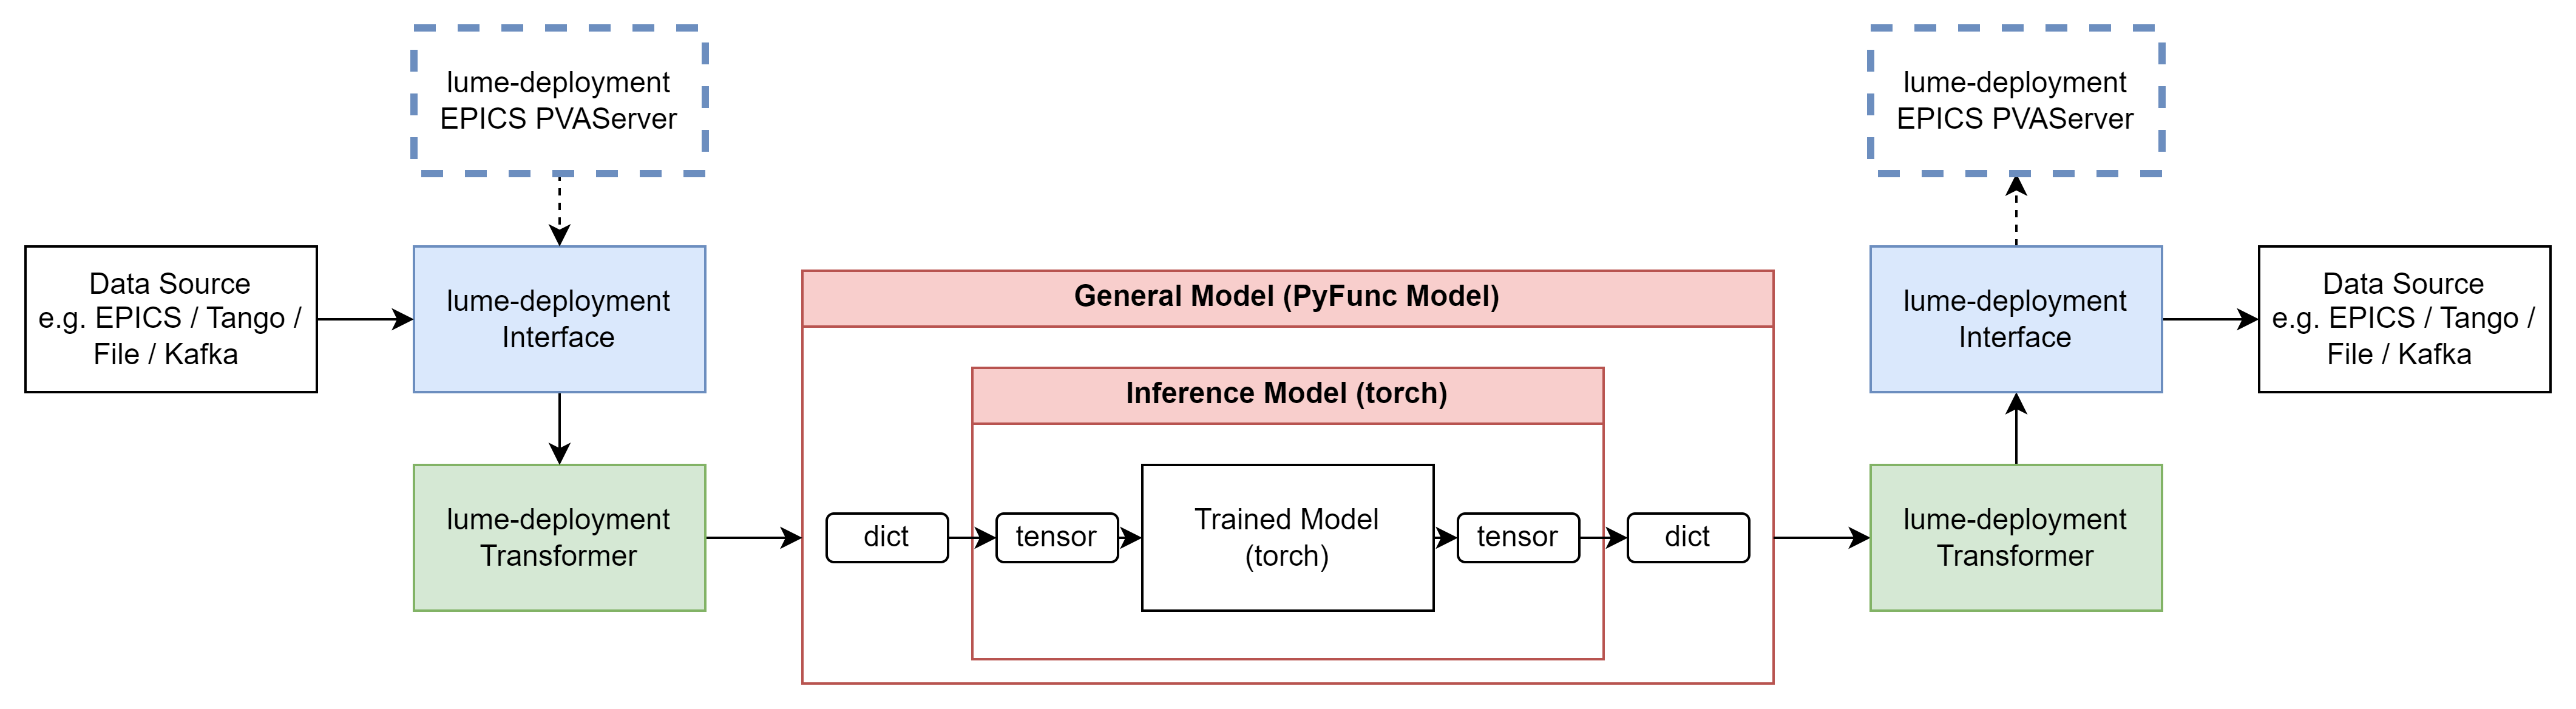 lume-deployment
EPICS PVAServer
lume-deployment
EPICS PVAServer
Data Source
e.g. EPICS / Tango /
File / Kafka
lume-deployment
Interface
General Model (PyFunc Model)
Inference Model (torch)
lume-deployment
Interface
Data Source
e.g. EPICS / Tango /
File / Kafka
lume-deployment
Transformer
dict
tensor
Trained Model
(torch)
tensor
dict
lume-deployment
Transformer